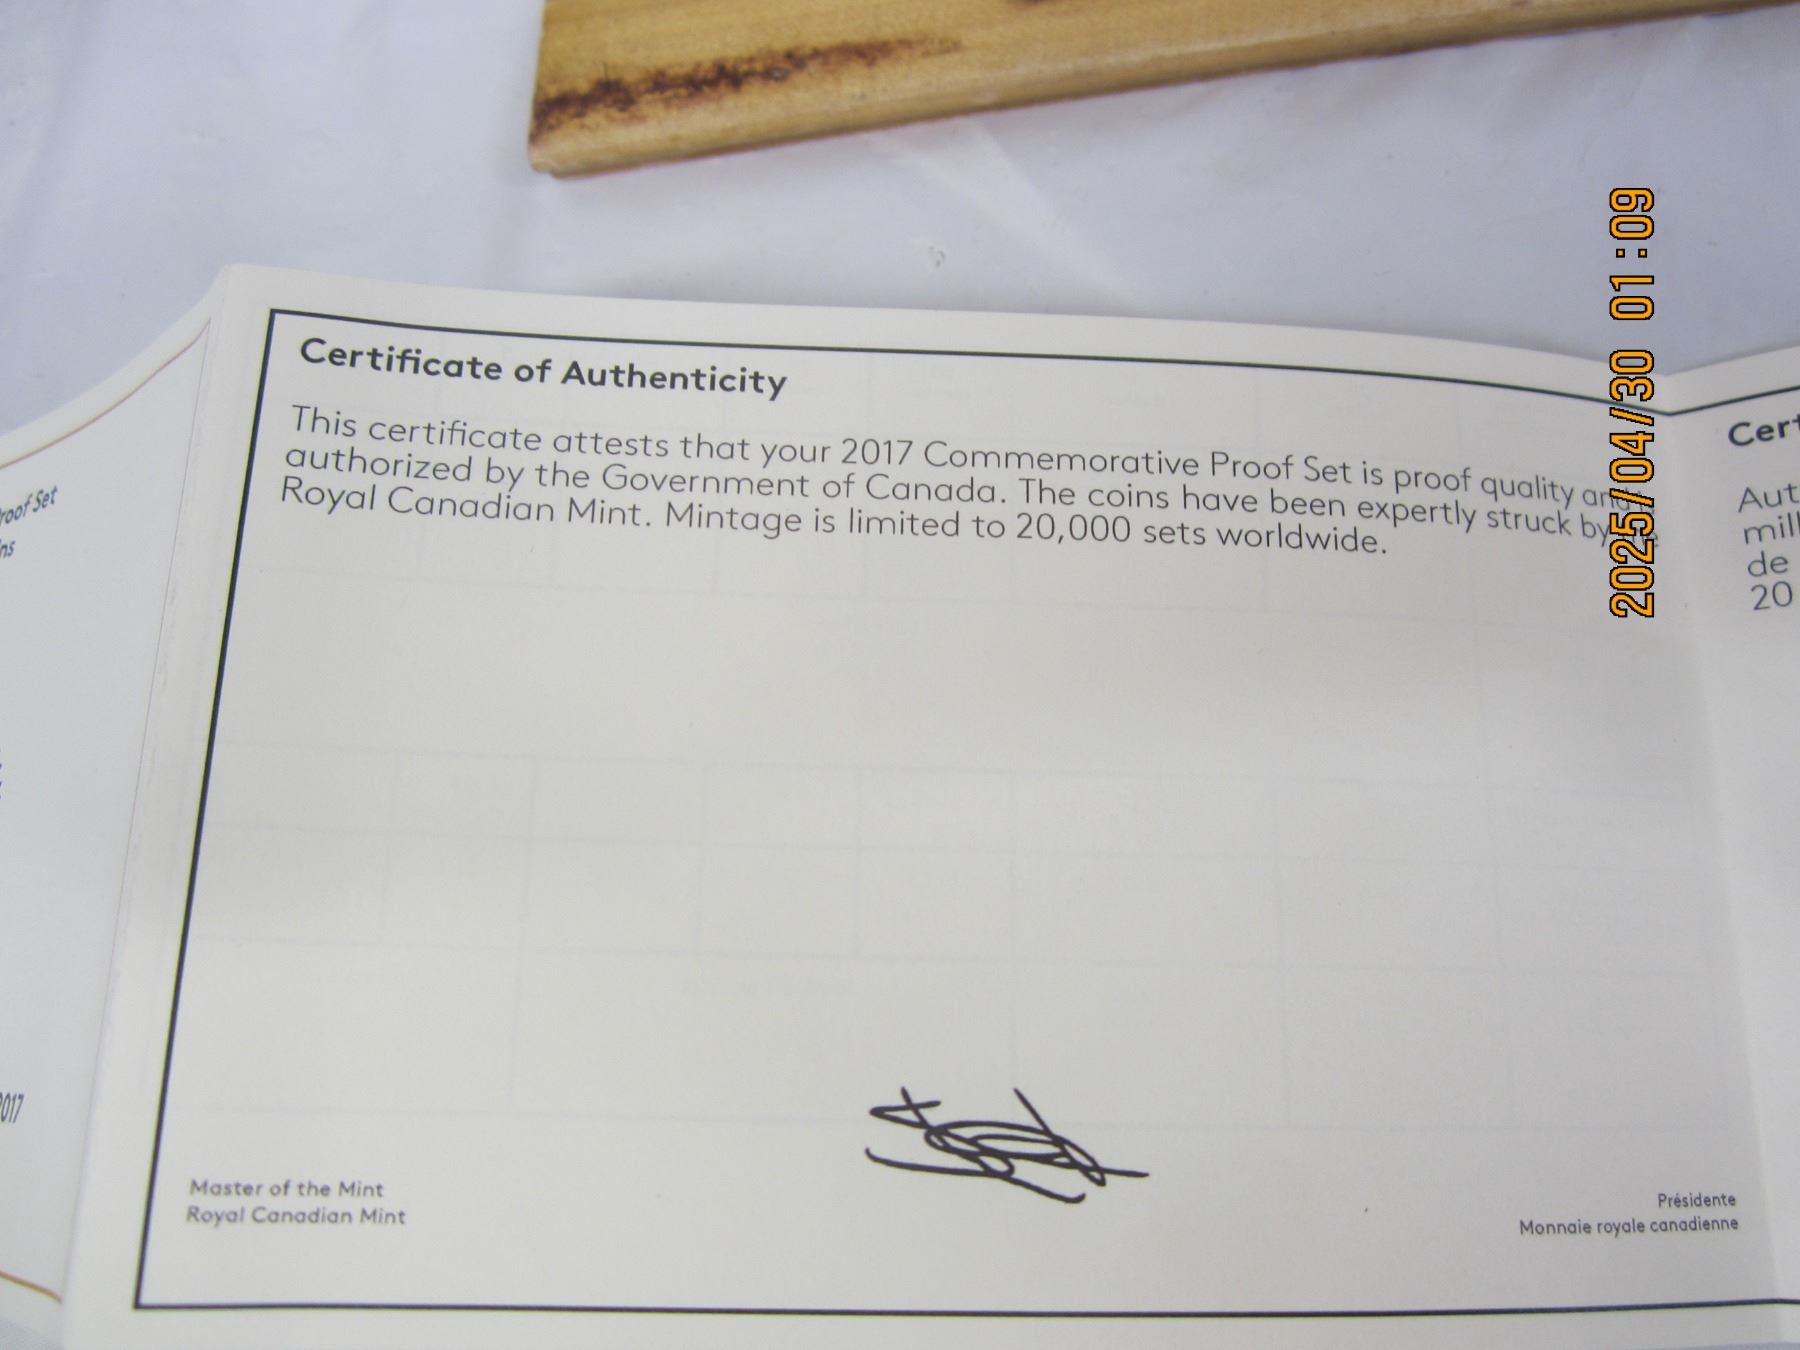 Certificate of Authenticity
This certificate attests that your 2017 Commemorative Proof Set is proof quality and
authorized by the Government of Canada. The coins have been expertly struck by the
Royal Canadian Mint. Mintage is limited to 20,000 sets worldwide.
Master of the Mint
Royal Canadian Mint
Présidente
Monnaie royale canadienne
Proof Set
2017
Cert
Aut
mill
de
20
2025/04/30 01:09